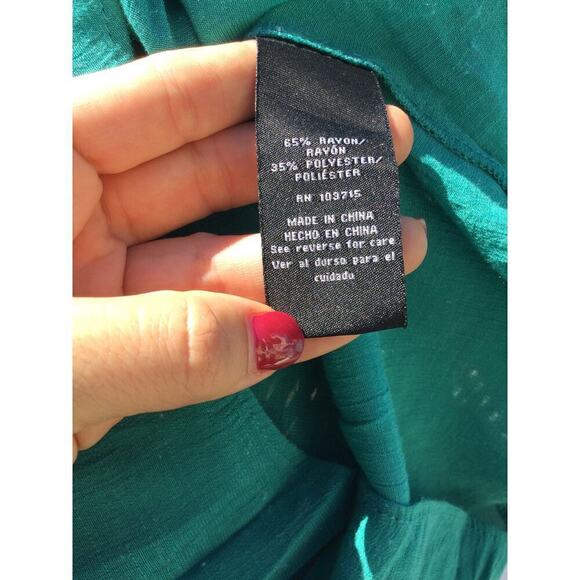 65% RAYON/
RAYÓN
35% POLYESTER/
POLIÉSTER
RN 103715
MADE IN CHINA
HECHO EN CHINA
See reverse for care
Ver al dorso para el
cuidado